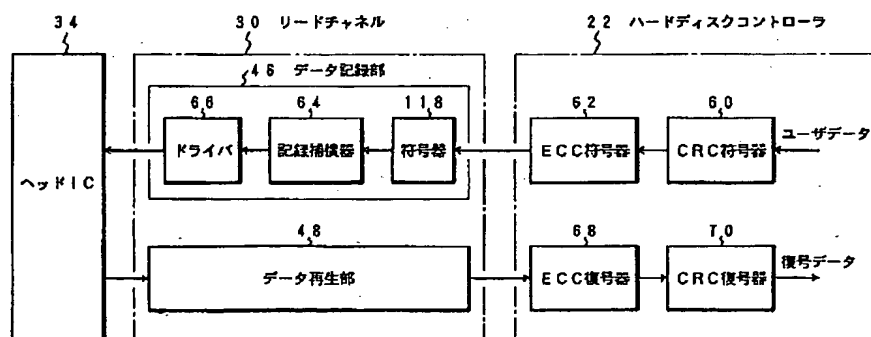 34
30 リードチャネル
22 ハードディスクコントローラ
46 データ記録部
66
64
118
62
60
ユーザデータ
ドライバ
記録補償器
符号器
ECC符号器
CRC符号器
ヘッドIC
48
68
70
復号データ
データ再生部
ECC復号器
CRC復号器